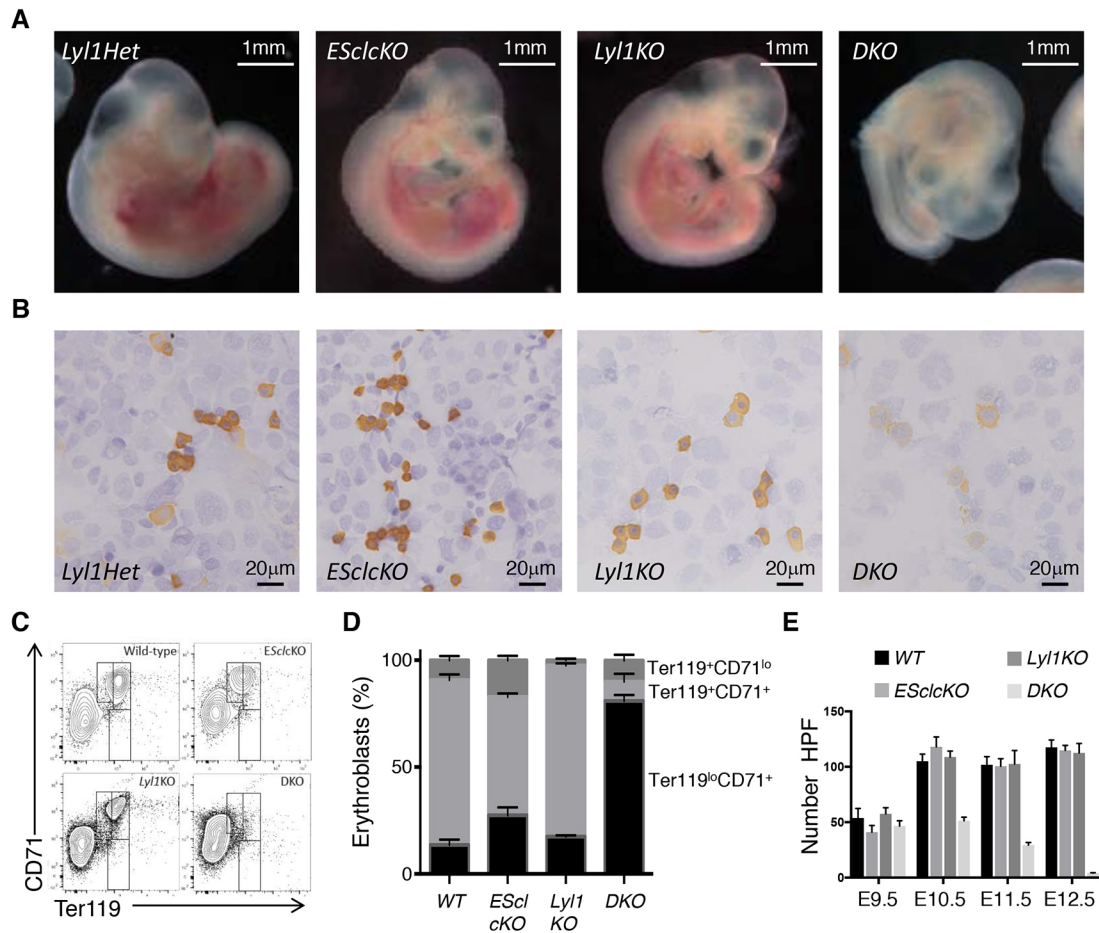 A
Lyl1Het 1mm
ESclcKO 1mm
Lyl1KO 1mm
DKO 1mm
B
Lyl1Het 20μm
ESclcKO 20μm
Lyl1KO 20μm
DKO 20μm
C
Wild-type
ESclcKO
Lyl1KO
DKO
CD71
Ter119
D
Erythroblasts (%)
100
50
0
Ter119⁺CD71ˡᵒ
Ter119⁺CD71⁺
Ter119ˡᵒCD71⁺
WT
EScl
cKO
Lyl1
KO
DKO
E
WT
Lyl1KO
ESclcKO
DKO
Number HPF
150
100
50
0
E9.5
E10.5
E11.5
E12.5